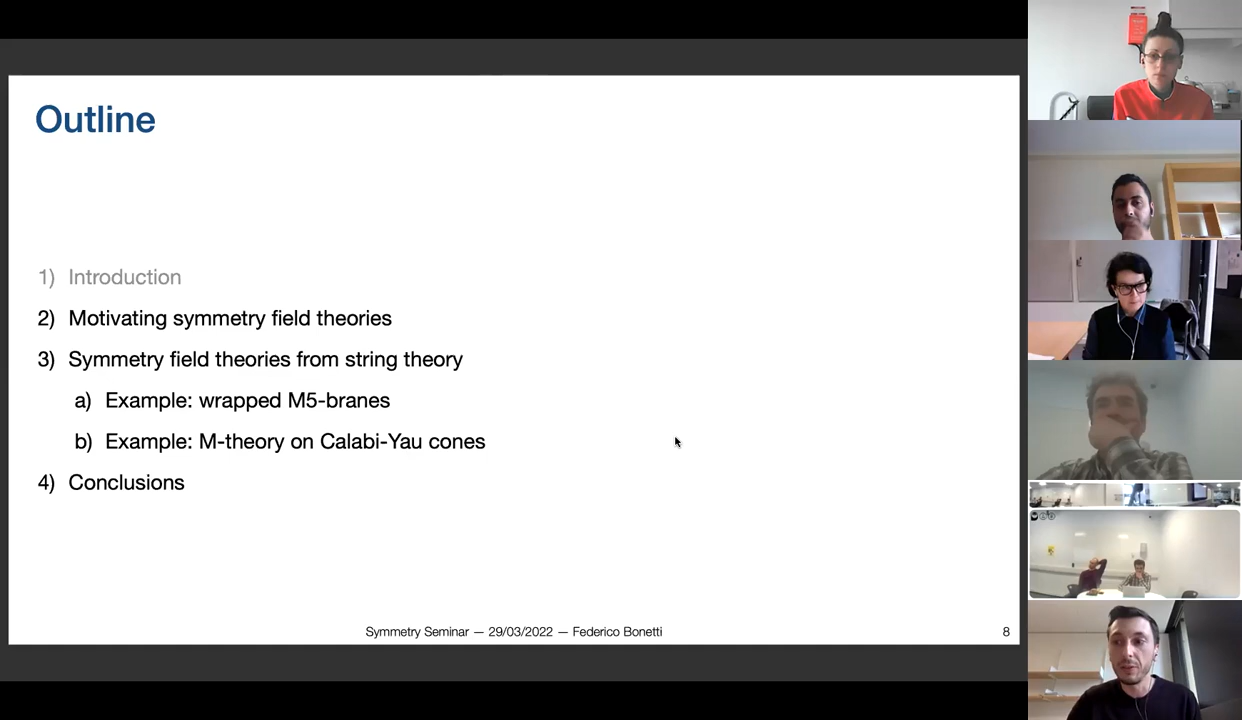 Outline
1) Introduction
2) Motivating symmetry field theories
3) Symmetry field theories from string theory
a) Example: wrapped M5-branes
b) Example: M-theory on Calabi-Yau cones
4) Conclusions
Symmetry Seminar — 29/03/2022 — Federico Bonetti
8